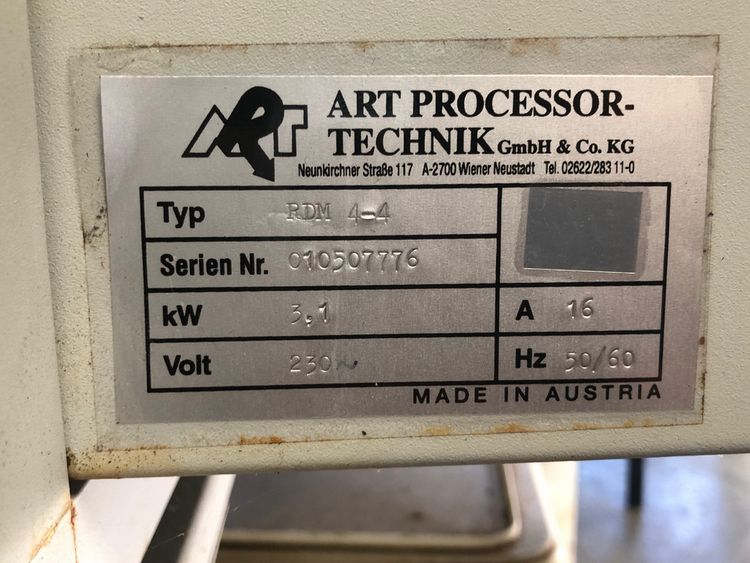 ART
ART PROCESSOR-
TECHNIK GmbH & Co. KG
Neunkirchner Straße 117 A-2700 Wiener Neustadt Tel. 02622/283 11-0
Typ RDM 4-4
Serien Nr. 010507776
kW 3,1 A 16
Volt 230~ Hz 50/60
MADE IN AUSTRIA